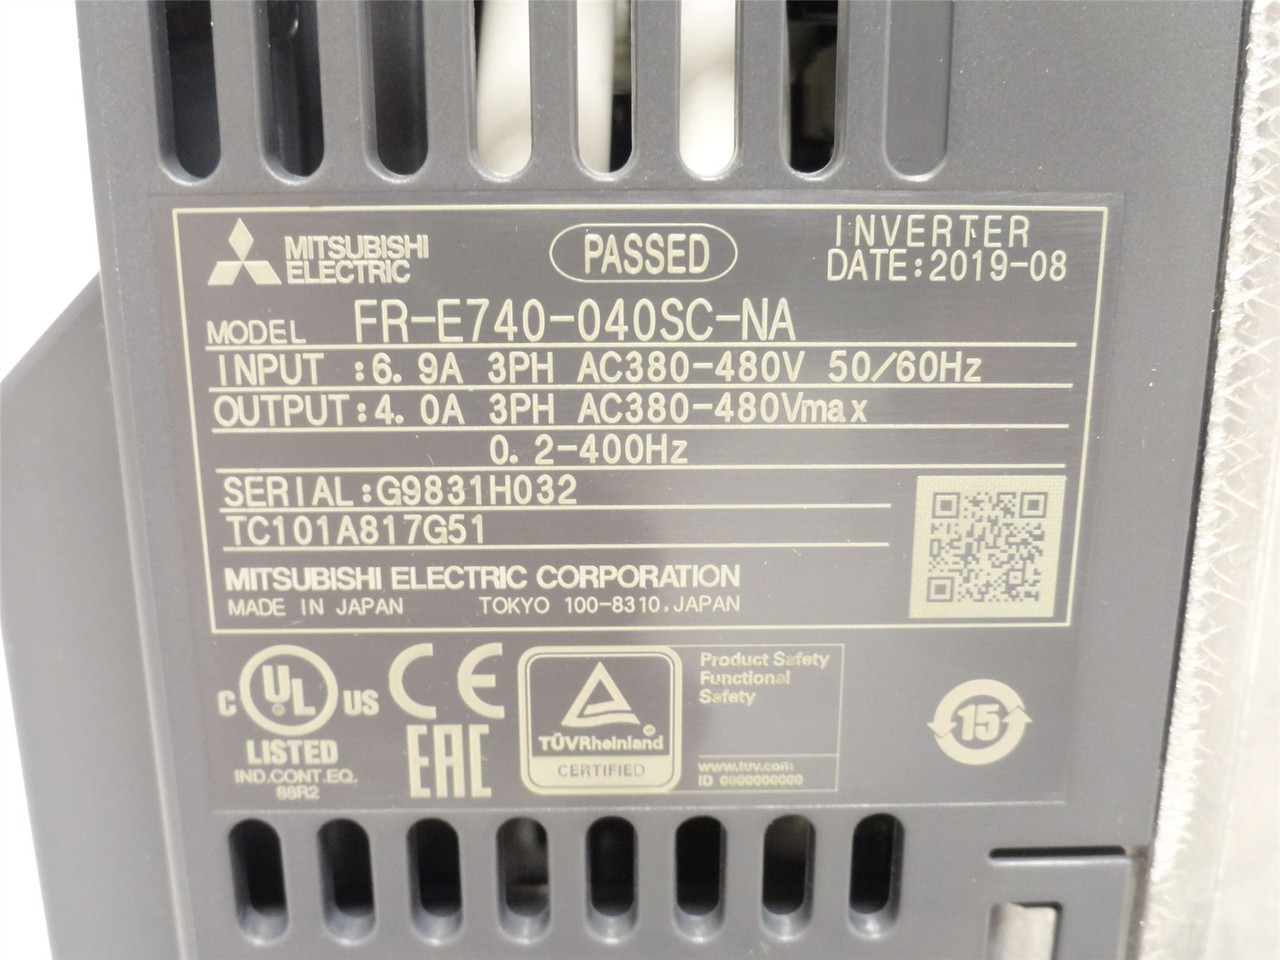 MITSUBISHI ELECTRIC
PASSED
INVERTER
DATE:2019-08
MODEL FR-E740-040SC-NA
INPUT :6.9A 3PH AC380-480V 50/60Hz
OUTPUT:4.0A 3PH AC380-480Vmax
0.2-400Hz
SERIAL:G9831H032
TC101A817G51
MITSUBISHI ELECTRIC CORPORATION
MADE IN JAPAN TOKYO 100-8310, JAPAN
C UL US
LISTED
IND.CONT.EQ.
88R2
CE
EAC
TÜVRheinland
CERTIFIED
Product Safety
Functional
Safety
www.tuv.com
ID 0000000000
15